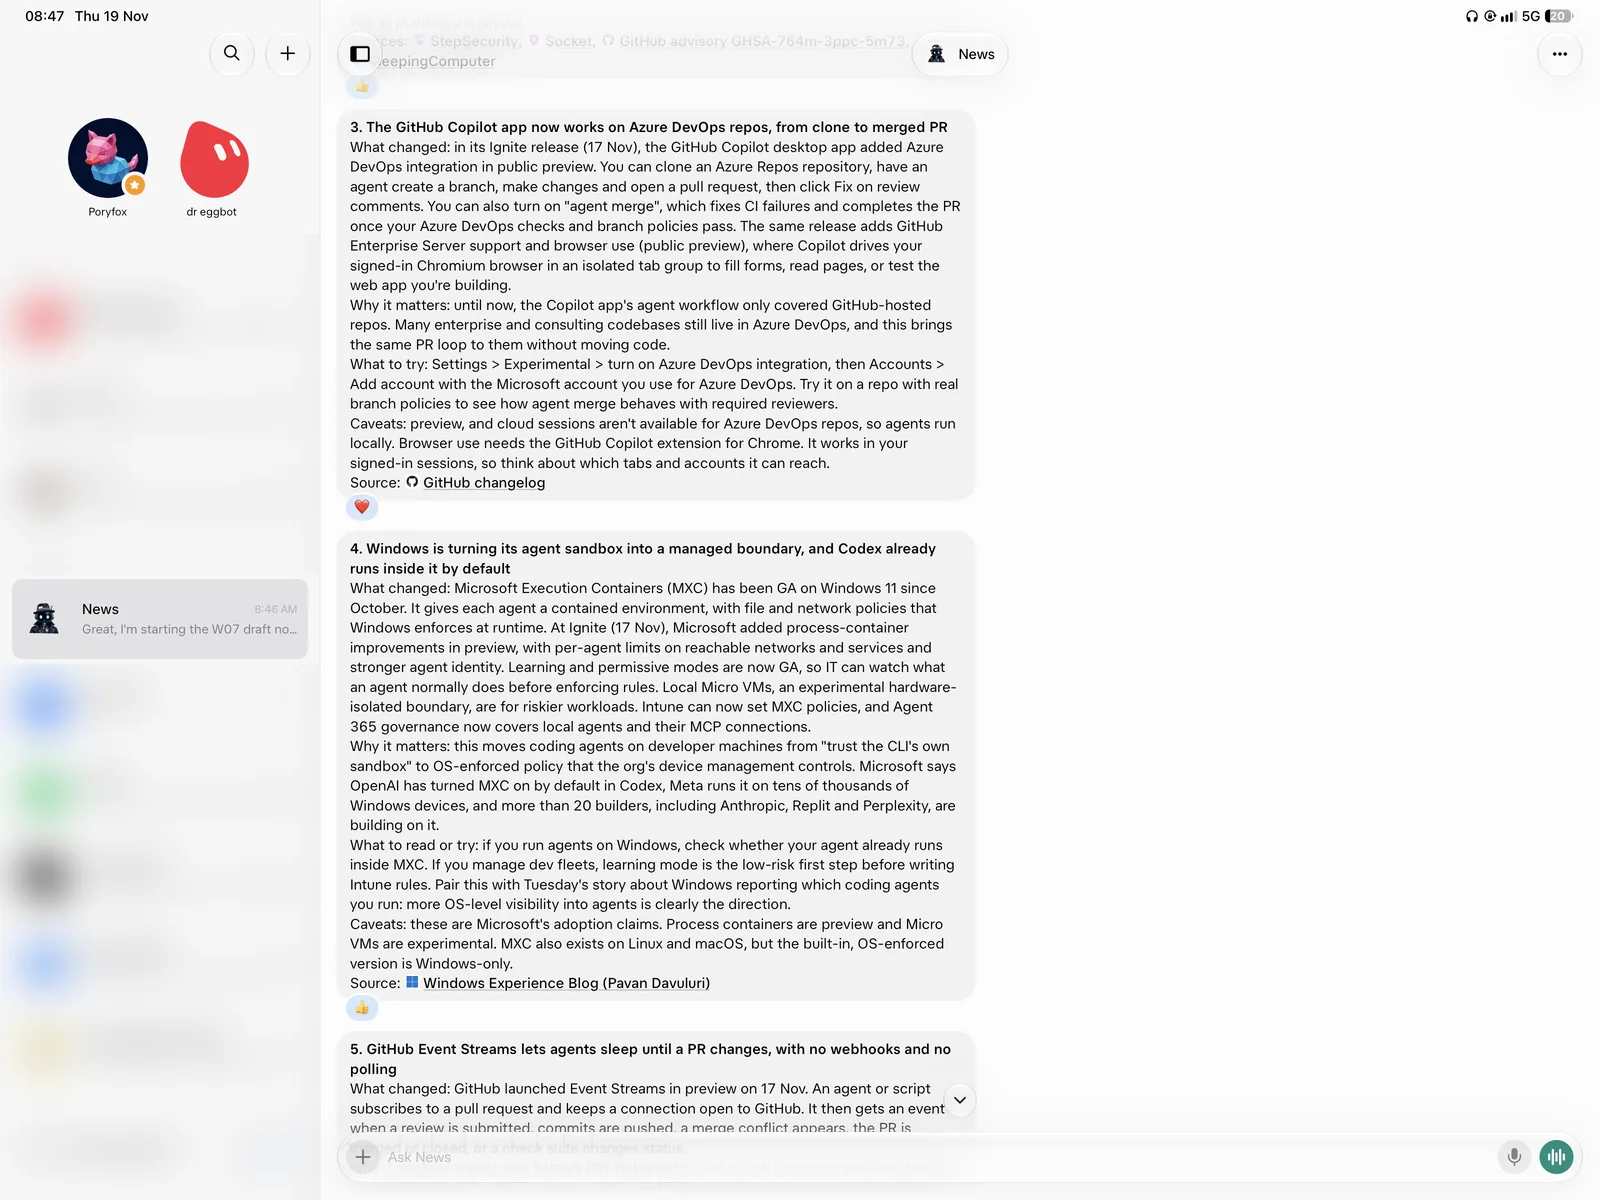 08:47 Thu 19 Nov
5G 20
News
StepSecurity, Socket, GitHub advisory GHSA-764m-3ppc-5m73,
eepingComputer
Poryfox
dr eggbot
News
8:46 AM
Great, I'm starting the W07 draft no...
3. The GitHub Copilot app now works on Azure DevOps repos, from clone to merged PR
What changed: in its Ignite release (17 Nov), the GitHub Copilot desktop app added Azure
DevOps integration in public preview. You can clone an Azure Repos repository, have an
agent create a branch, make changes and open a pull request, then click Fix on review
comments. You can also turn on "agent merge", which fixes CI failures and completes the PR
once your Azure DevOps checks and branch policies pass. The same release adds GitHub
Enterprise Server support and browser use (public preview), where Copilot drives your
signed-in Chromium browser in an isolated tab group to fill forms, read pages, or test the
web app you're building.
Why it matters: until now, the Copilot app's agent workflow only covered GitHub-hosted
repos. Many enterprise and consulting codebases still live in Azure DevOps, and this brings
the same PR loop to them without moving code.
What to try: Settings > Experimental > turn on Azure DevOps integration, then Accounts >
Add account with the Microsoft account you use for Azure DevOps. Try it on a repo with real
branch policies to see how agent merge behaves with required reviewers.
Caveats: preview, and cloud sessions aren't available for Azure DevOps repos, so agents run
locally. Browser use needs the GitHub Copilot extension for Chrome. It works in your
signed-in sessions, so think about which tabs and accounts it can reach.
Source: GitHub changelog
4. Windows is turning its agent sandbox into a managed boundary, and Codex already
runs inside it by default
What changed: Microsoft Execution Containers (MXC) has been GA on Windows 11 since
October. It gives each agent a contained environment, with file and network policies that
Windows enforces at runtime. At Ignite (17 Nov), Microsoft added process-container
improvements in preview, with per-agent limits on reachable networks and services and
stronger agent identity. Learning and permissive modes are now GA, so IT can watch what
an agent normally does before enforcing rules. Local Micro VMs, an experimental hardware-
isolated boundary, are for riskier workloads. Intune can now set MXC policies, and Agent
365 governance now covers local agents and their MCP connections.
Why it matters: this moves coding agents on developer machines from "trust the CLI's own
sandbox" to OS-enforced policy that the org's device management controls. Microsoft says
OpenAI has turned MXC on by default in Codex, Meta runs it on tens of thousands of
Windows devices, and more than 20 builders, including Anthropic, Replit and Perplexity, are
building on it.
What to read or try: if you run agents on Windows, check whether your agent already runs
inside MXC. If you manage dev fleets, learning mode is the low-risk first step before writing
Intune rules. Pair this with Tuesday's story about Windows reporting which coding agents
you run: more OS-level visibility into agents is clearly the direction.
Caveats: these are Microsoft's adoption claims. Process containers are preview and Micro
VMs are experimental. MXC also exists on Linux and macOS, but the built-in, OS-enforced
version is Windows-only.
Source: Windows Experience Blog (Pavan Davuluri)
5. GitHub Event Streams lets agents sleep until a PR changes, with no webhooks and no
polling
What changed: GitHub launched Event Streams in preview on 17 Nov. An agent or script
subscribes to a pull request and keeps a connection open to GitHub. It then gets an event
when a review is submitted, commits are pushed, a merge conflict appears, the PR is
or closed, or a check suite changes status.
Ask News